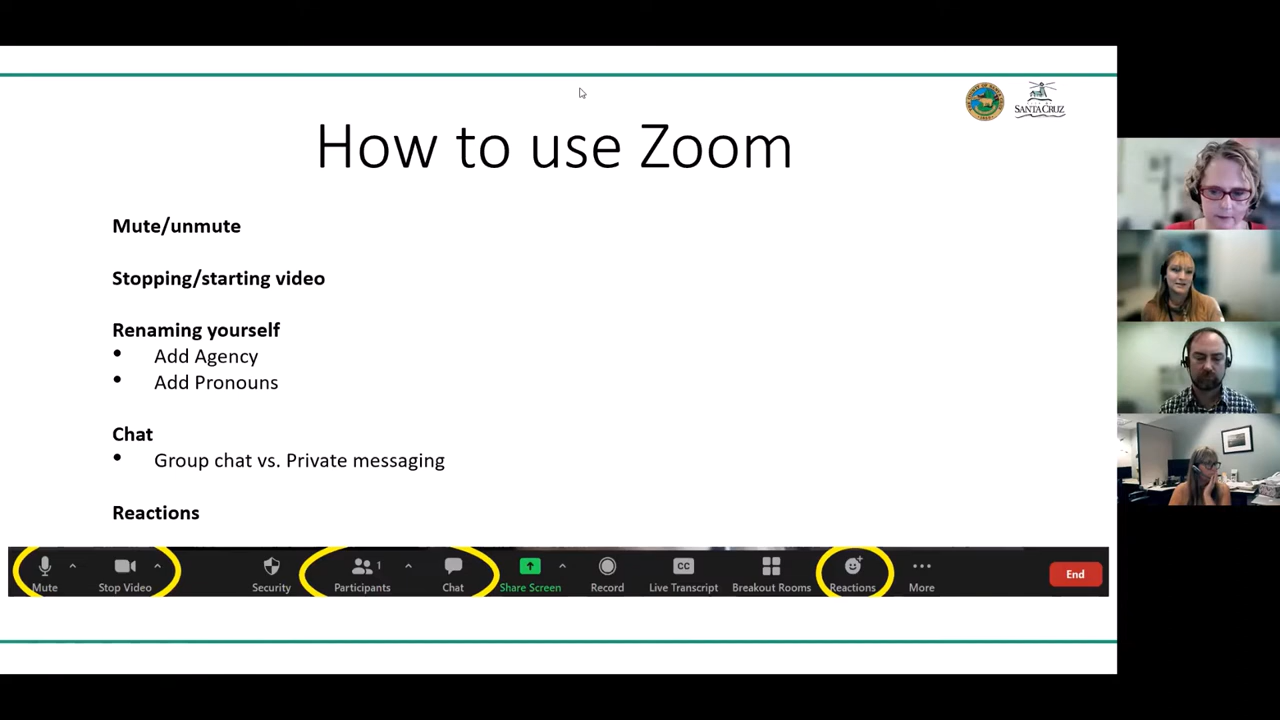 SANTA CRUZ
How to use Zoom
Mute/unmute
Stopping/starting video
Renaming yourself
• Add Agency
• Add Pronouns
Chat
• Group chat vs. Private messaging
Reactions
Mute Stop Video Security Participants 1 Chat Share Screen CC Record Live Transcript Breakout Rooms Reactions More End